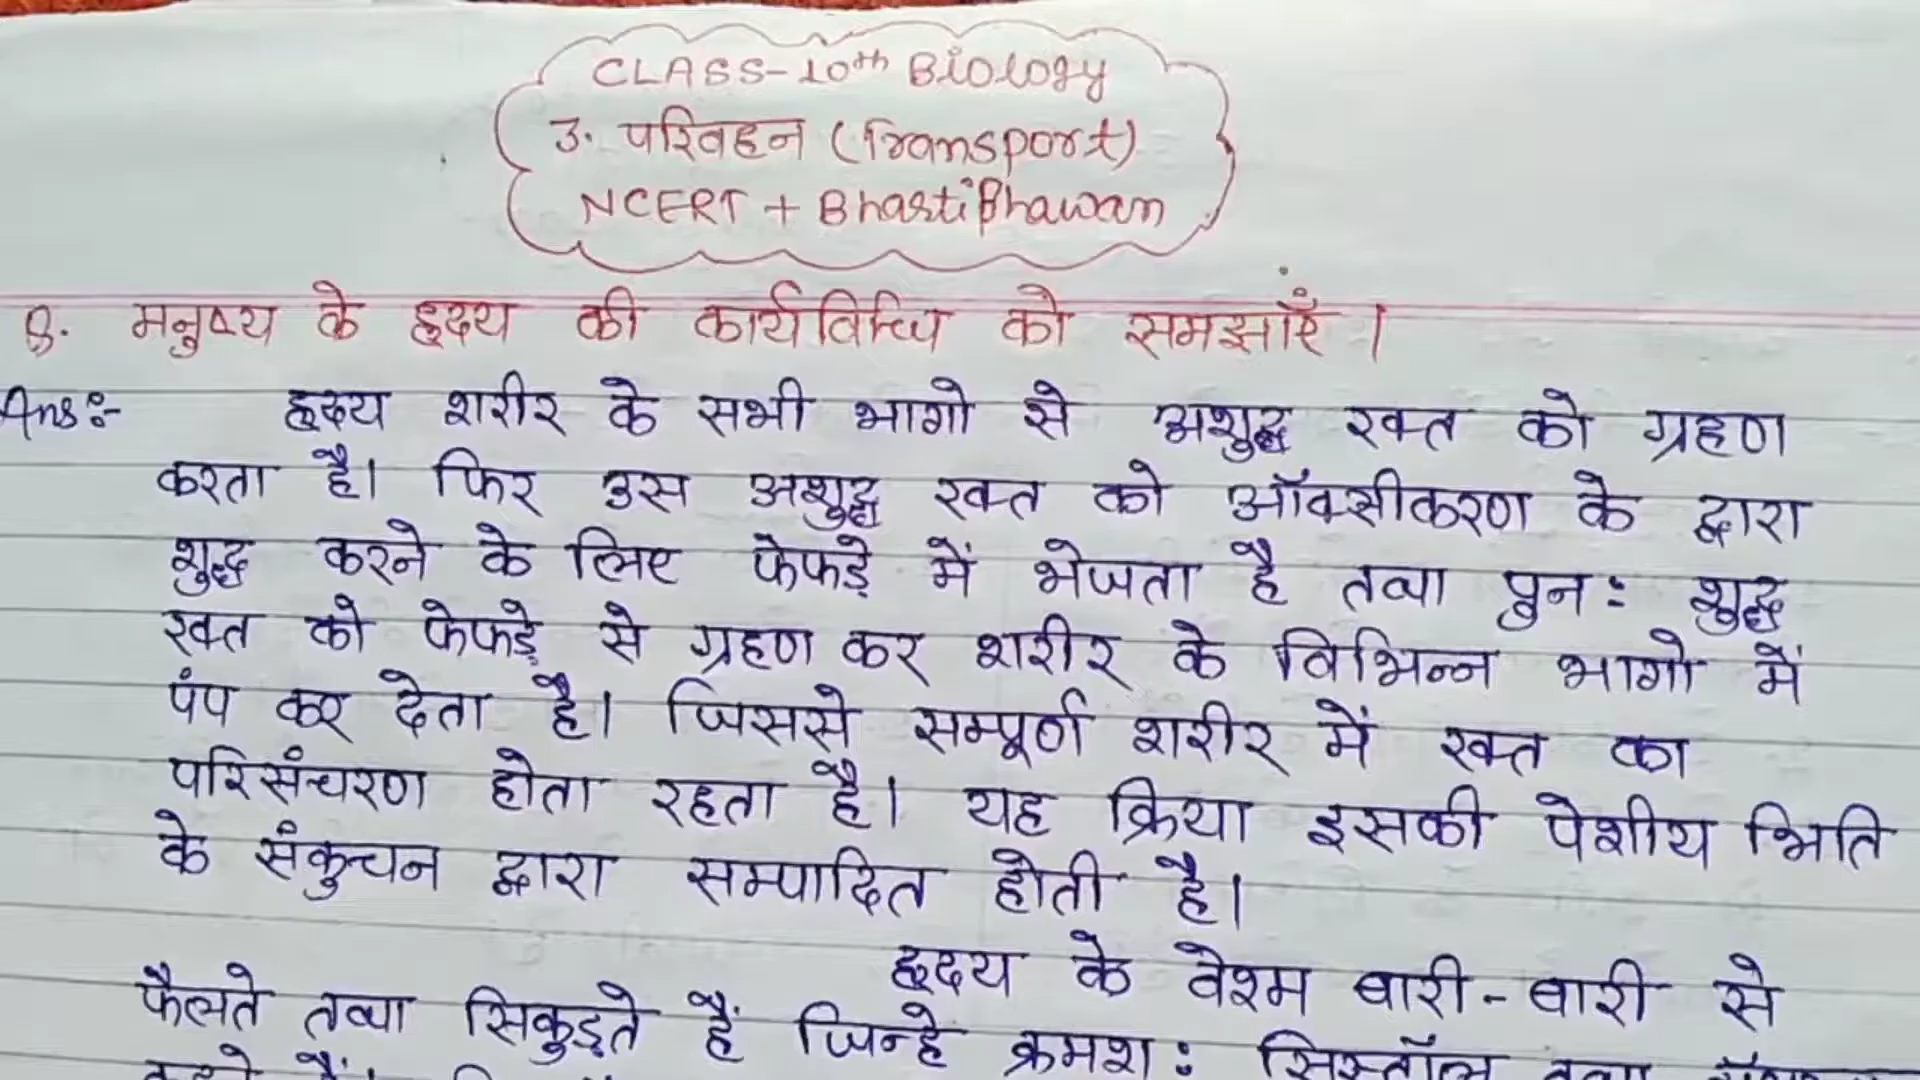 CLASS-10th Biology
3. परिवहन (Transport)
NCERT + BhartiBhawan
Q. मनुष्य के हृदय की कार्यविधि को समझाएँ।
Ans:- हृदय शरीर के सभी भागो से अशुद्ध रक्त को ग्रहण
करता है। फिर उस अशुद्ध रक्त को ऑक्सीकरण के द्वारा
शुद्ध करने के लिए फेफड़े में भेजता है तथा पुन: शुद्ध
रक्त को फेफड़े से ग्रहण कर शरीर के विभिन्न भागो में
पंप कर देता है। जिससे सम्पूर्ण शरीर में रक्त का
परिसंचरण होता रहता है। यह क्रिया इसकी पेशीय भिति
के संकुचन द्वारा सम्पादित होती है।
हृदय के वेश्म बारी-बारी से
फैलते तथा सिकुड़ते हैं जिन्हे क्रमश: सिस्टॉल तथा